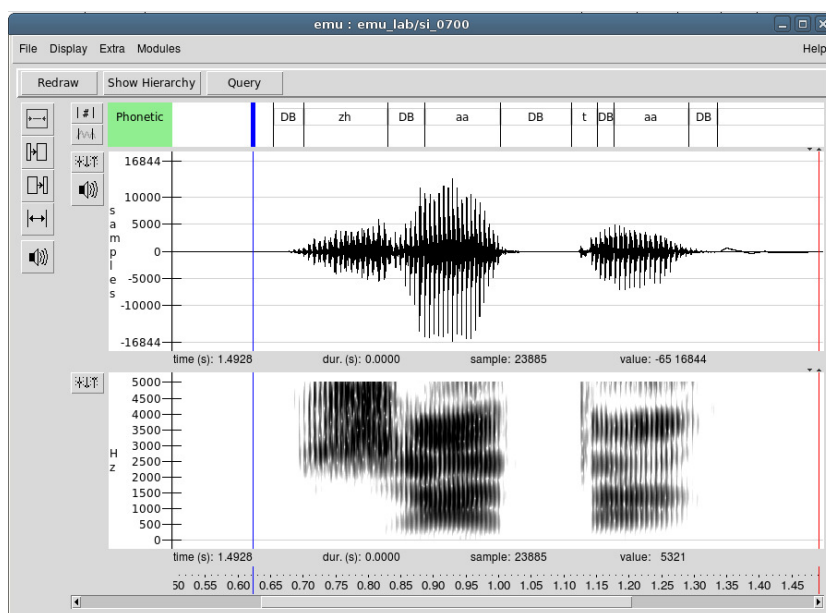 emu : emu_lab/si_0700
File Display Extra Modules Help
Redraw Show Hierarchy Query
|#|
Phonetic DB zh DB aa DB t DB aa DB
16844
10000
5000
0
-5000
-10000
-16844
samples
time (s): 1.4928 dur. (s): 0.0000 sample: 23885 value: -65 16844
5000
4500
4000
3500
3000
2500
2000
1500
1000
500
0
Hz
time (s): 1.4928 dur. (s): 0.0000 sample: 23885 value: 5321
50 0.55 0.60 0.65 0.70 0.75 0.80 0.85 0.90 0.95 1.00 1.05 1.10 1.15 1.20 1.25 1.30 1.35 1.40 1.45